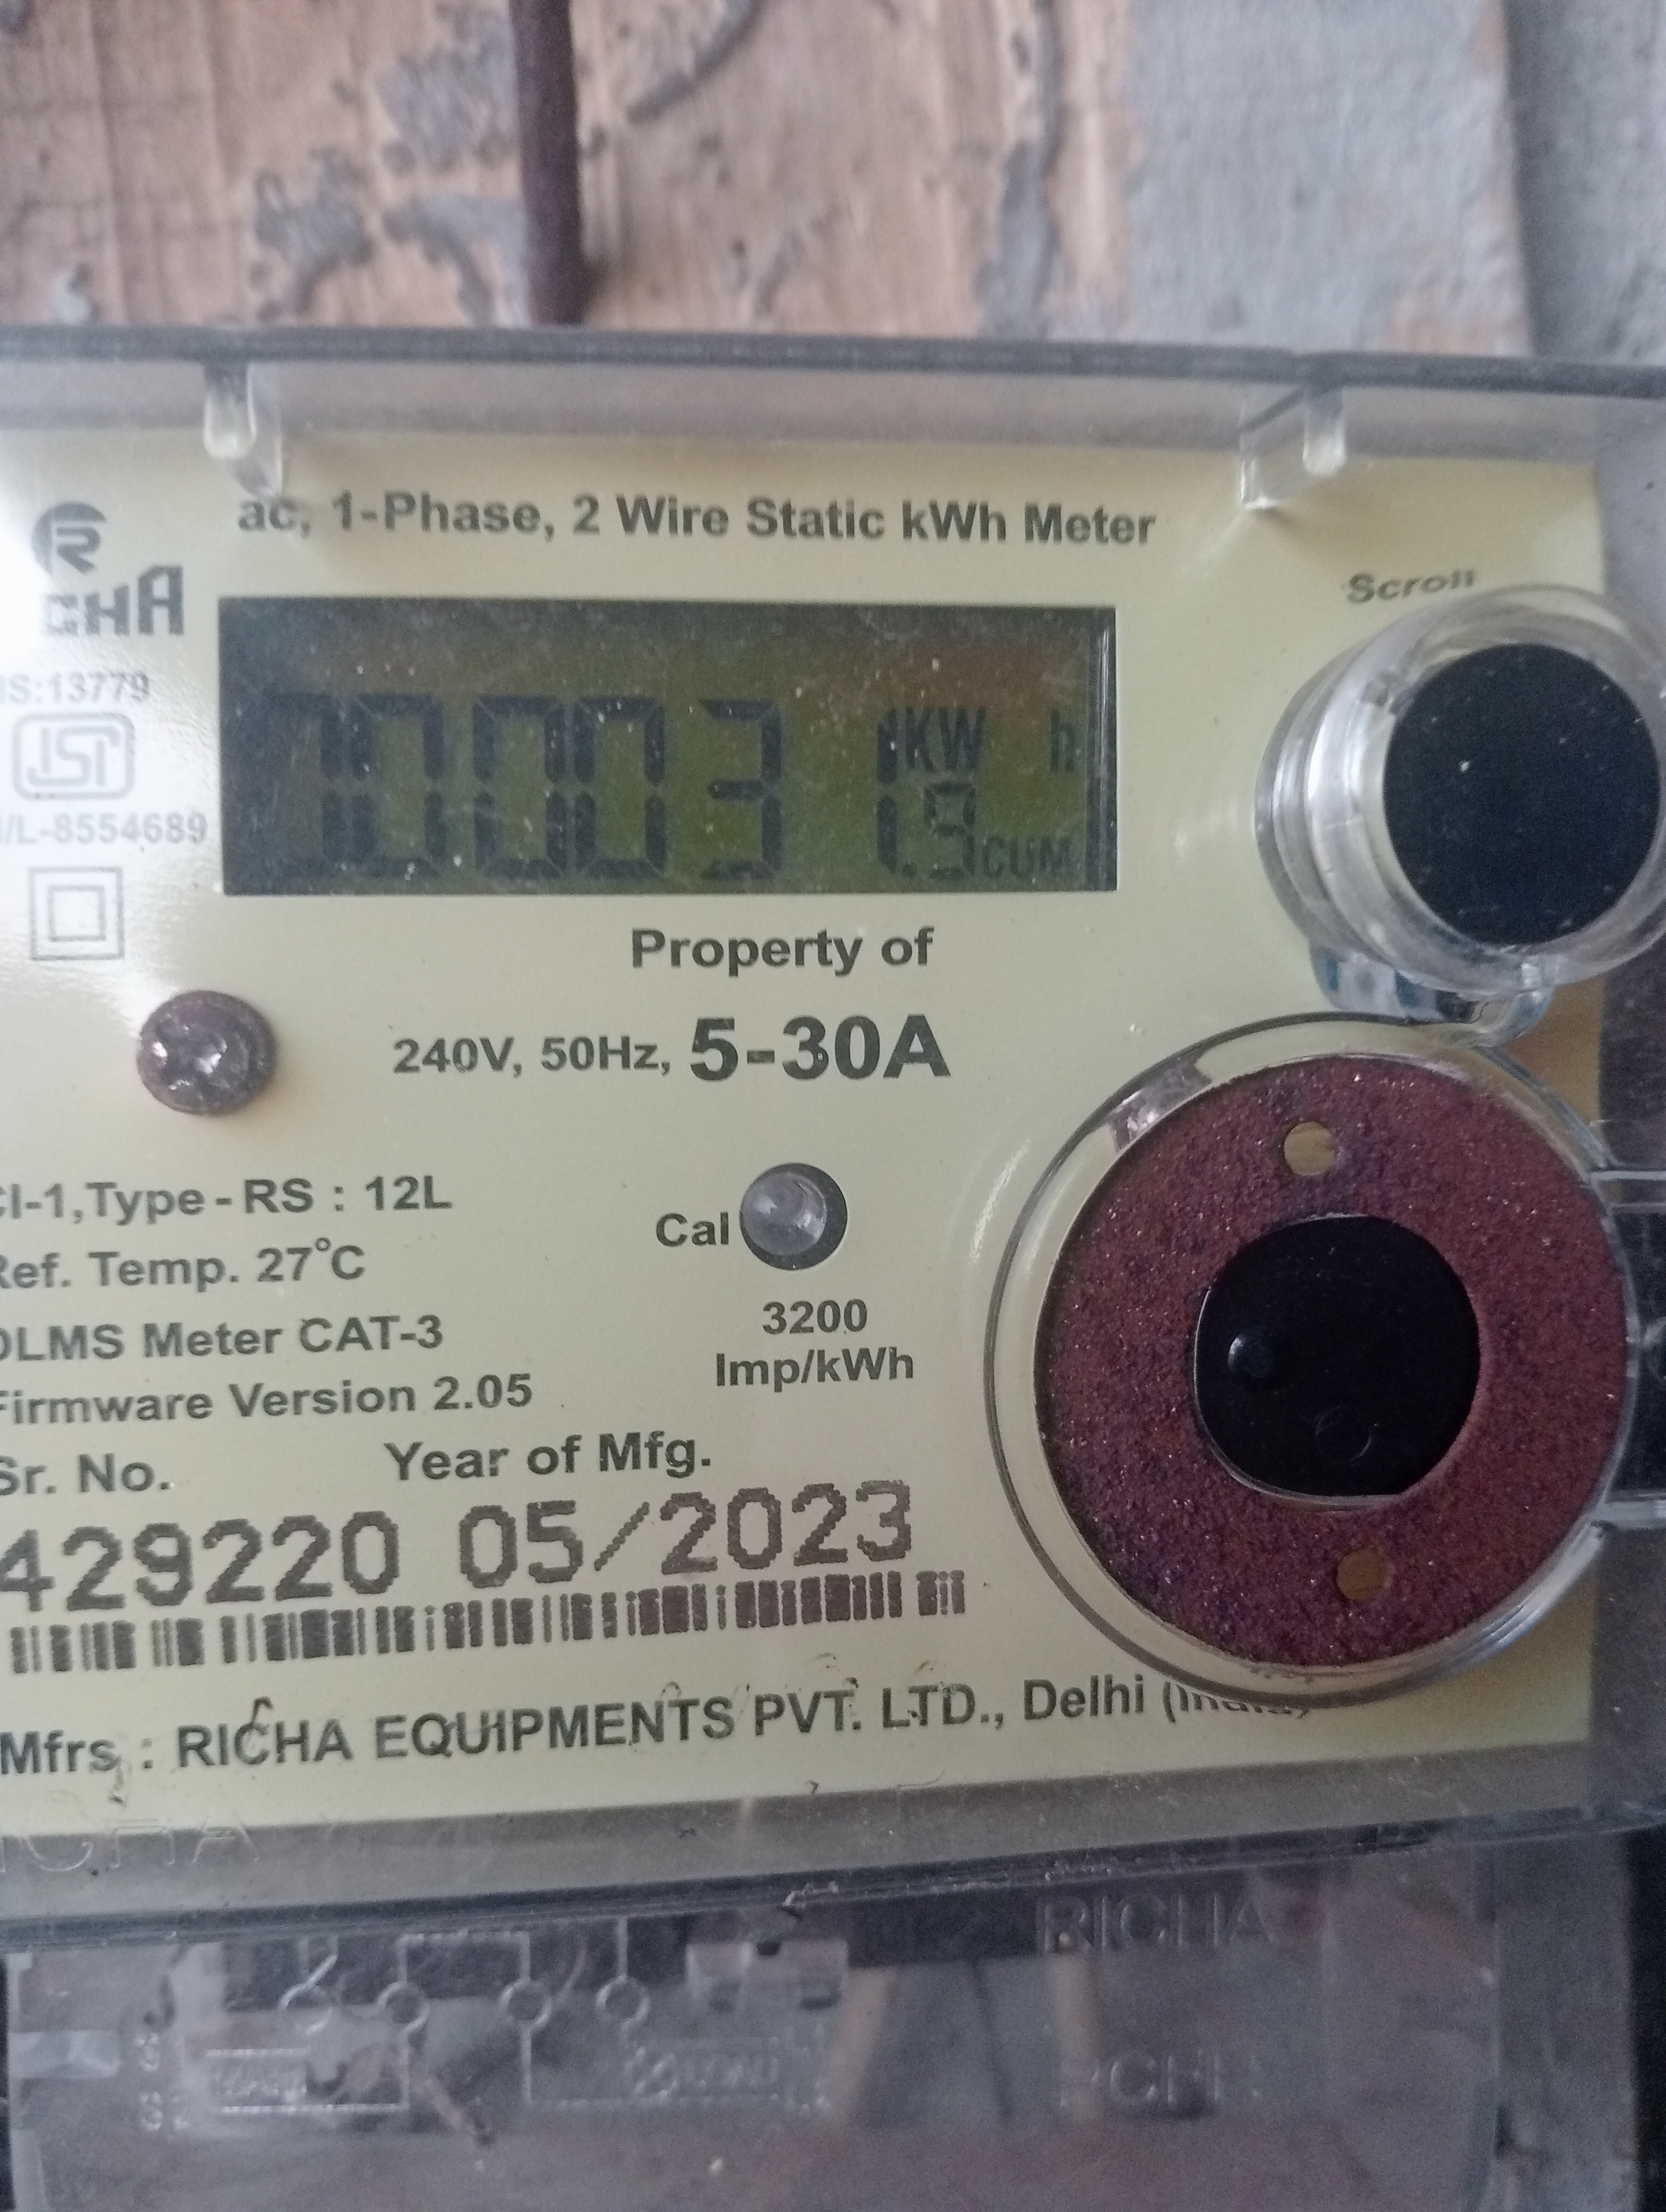 ac, 1-Phase, 2 Wire Static kWh Meter
Scroll
IS:13779
/L-8554689
00003 1.9 KW h CUM
Property of
240V, 50Hz, 5-30A
Cl-1,Type-RS : 12L
Cal
Ref. Temp. 27°C
3200
Imp/kWh
DLMS Meter CAT-3
Firmware Version 2.05
Sr. No. Year of Mfg.
429220 05/2023
Mfrs : RICHA EQUIPMENTS PVT. LTD., Delhi (India)
RICHA